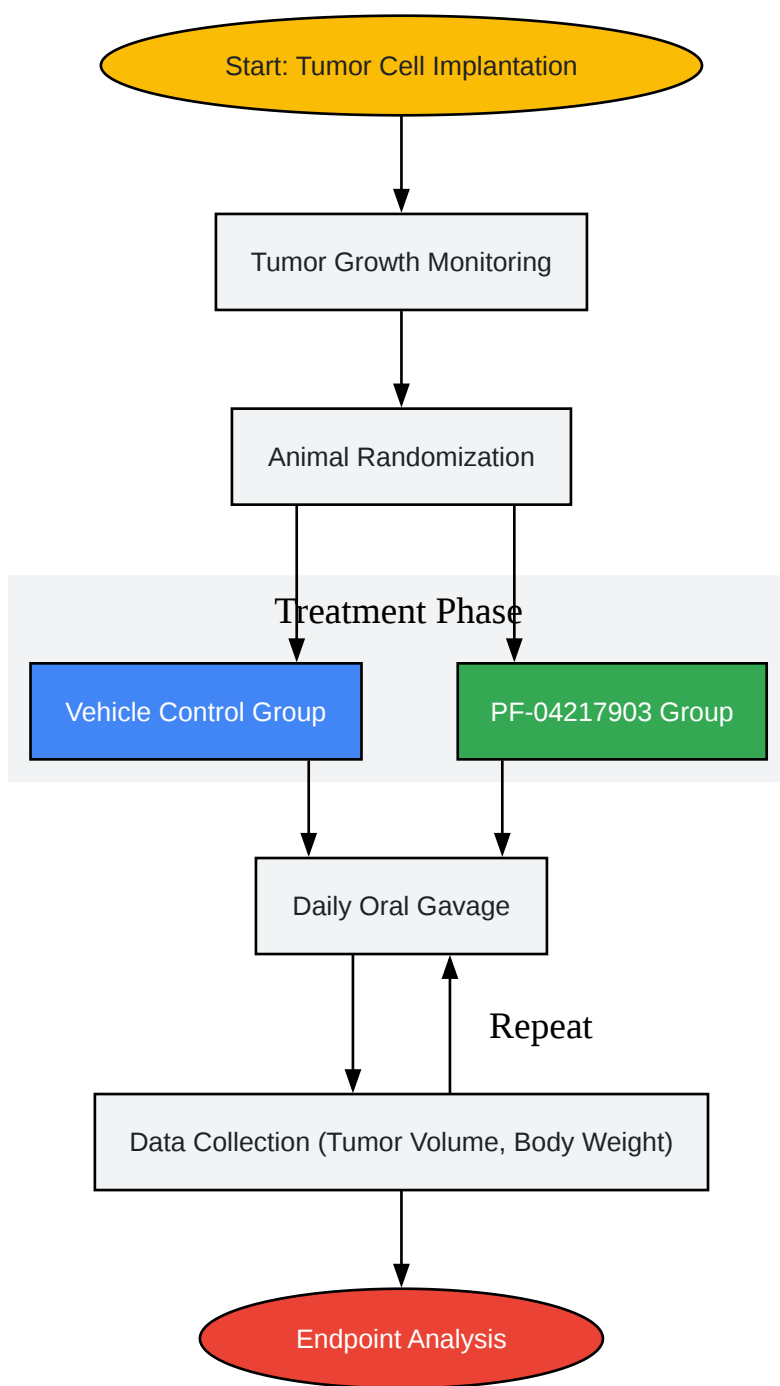 Start: Tumor Cell Implantation
Tumor Growth Monitoring
Animal Randomization
Treatment Phase
Vehicle Control Group
PF-04217903 Group
Daily Oral Gavage
Repeat
Data Collection (Tumor Volume, Body Weight)
Endpoint Analysis